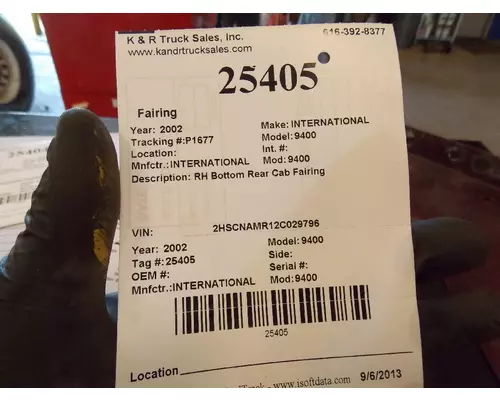 K & R Truck Sales, Inc. 616-392-8377
www.kandrtrucksales.com
25405
Fairing
Year: 2002 Make: INTERNATIONAL
Tracking #:P1677 Model: 9400
Location: Int. #:
Mnfctr.:INTERNATIONAL Mod: 9400
Description: RH Bottom Rear Cab Fairing
VIN: 2HSCNAMR12C029796
Year: 2002 Model: 9400
Tag #: 25405 Side:
OEM #: Serial #:
Mnfctr.:INTERNATIONAL Mod: 9400
25405
Location
- www.isoftdata.com 9/6/2013